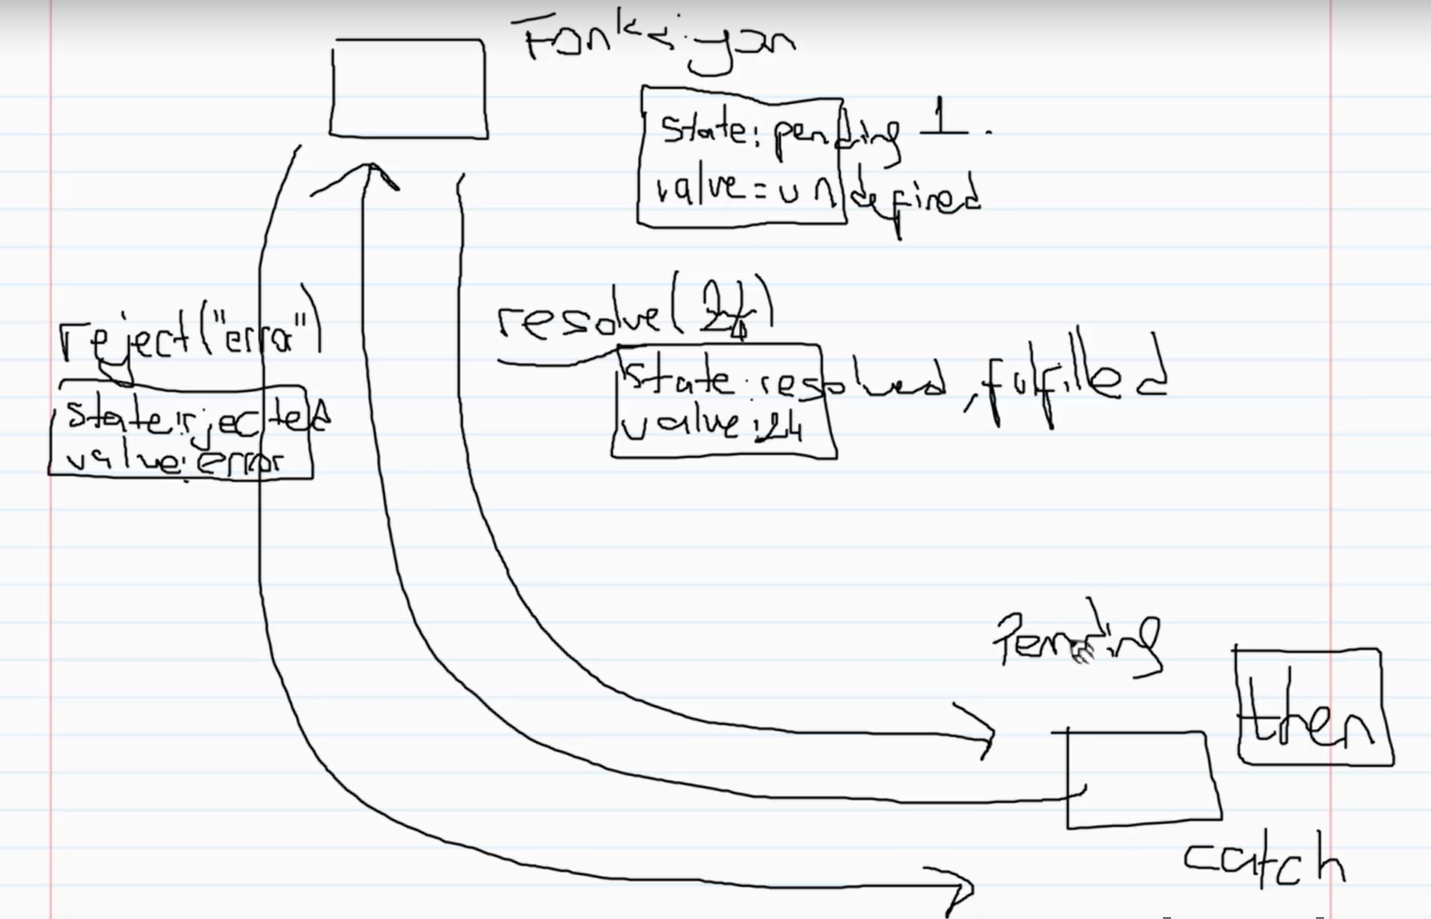 Fonksiyon
State: pending 1.
value = undefined
resolve(24)
reject("error")
State: resolved, fulfilled
value: 24
state: rjected
value: error
Pending
then
catch